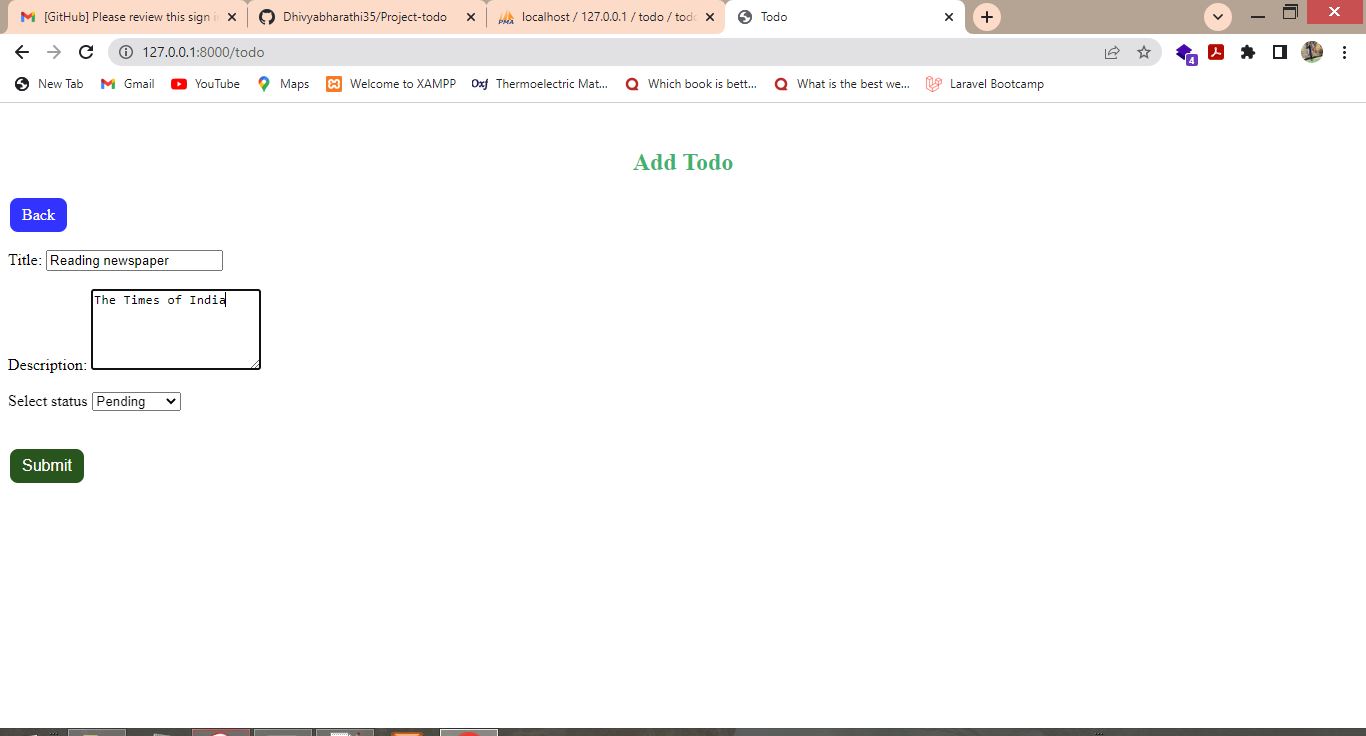 [GitHub] Please review this sign i
Dhivyabharathi35/Project-todo
localhost / 127.0.0.1 / todo / todo
Todo
127.0.0.1:8000/todo
4
New Tab
Gmail
YouTube
Maps
Welcome to XAMPP
Oxf Thermoelectric Mat...
Which book is bett...
What is the best we...
Laravel Bootcamp
Add Todo
Back
Title: Reading newspaper
The Times of India
Description:
Select status Pending
Submit